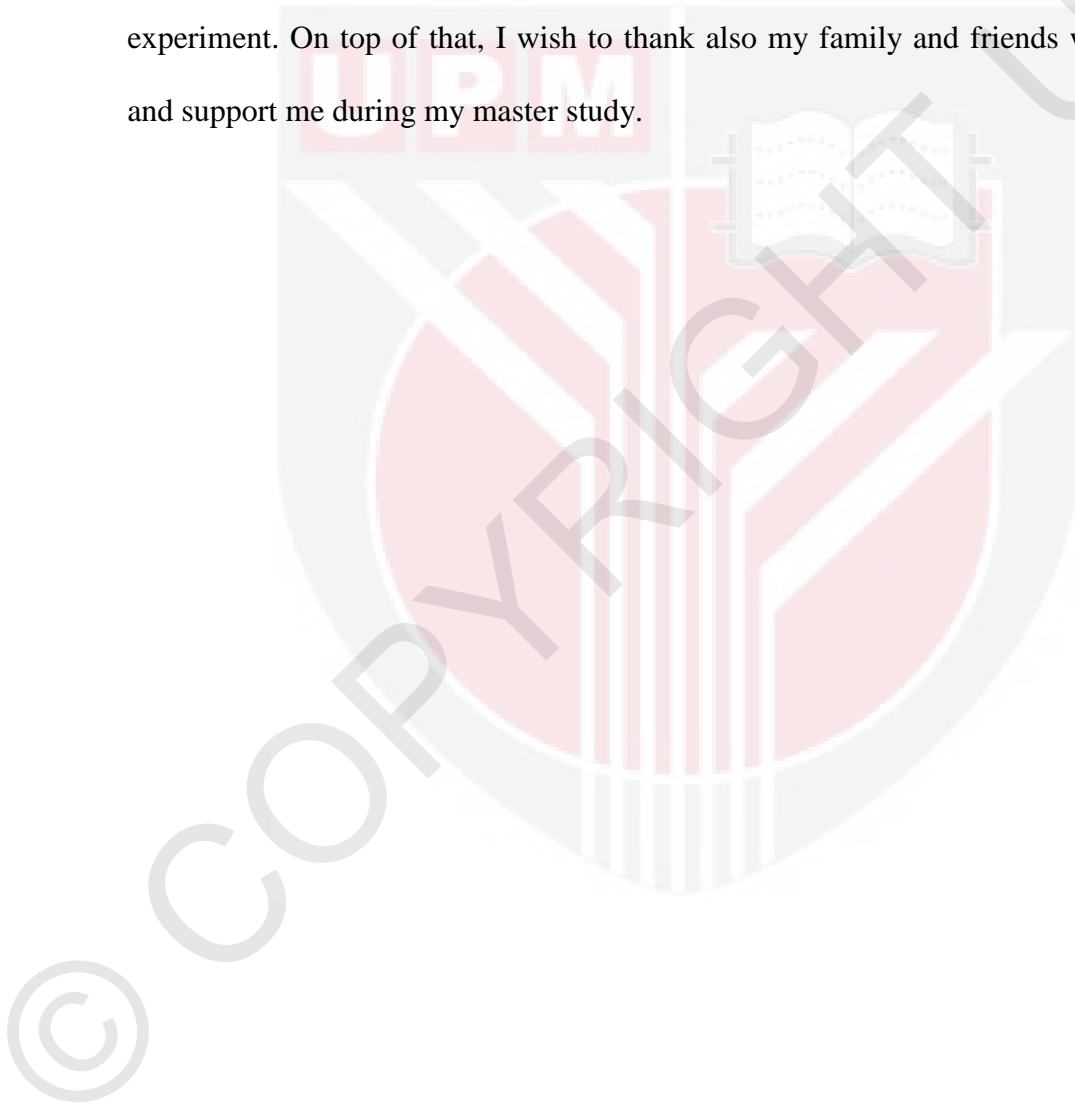 experiment. On top of that, I wish to thank also my family and friends
and support me during my master study.
UPM
© COPYRIGHT U